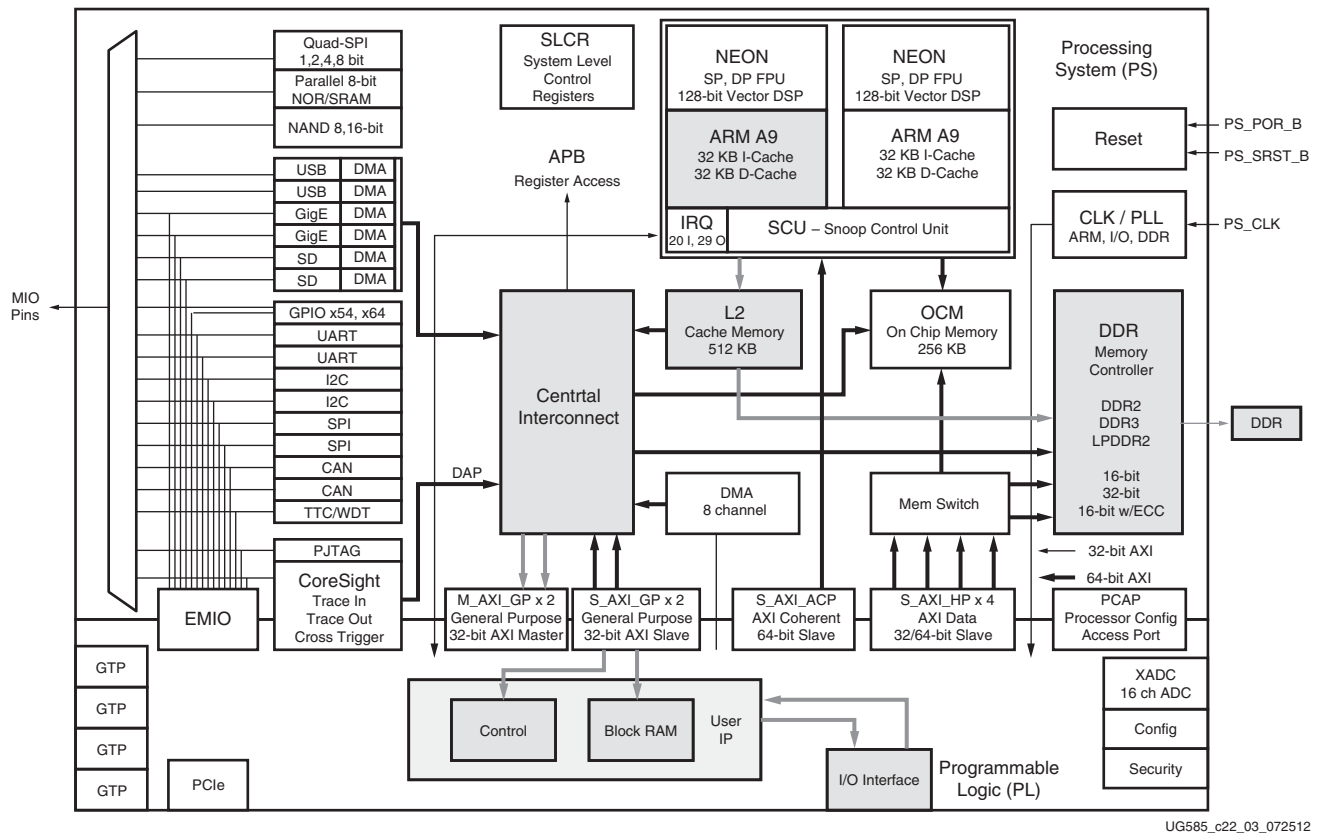 Quad-SPI
1,2,4,8 bit
Parallel 8-bit
NOR/SRAM
NAND 8,16-bit
USB DMA
USB DMA
GigE DMA
GigE DMA
SD DMA
SD DMA
MIO
Pins
GPIO x54, x64
UART
UART
I2C
I2C
SPI
SPI
CAN
CAN
TTC/WDT
PJTAG
CoreSight
Trace In
Trace Out
Cross Trigger
EMIO
SLCR
System Level
Control
Registers
APB
Register Access
NEON
SP, DP FPU
128-bit Vector DSP
NEON
SP, DP FPU
128-bit Vector DSP
ARM A9
32 KB I-Cache
32 KB D-Cache
ARM A9
32 KB I-Cache
32 KB D-Cache
IRQ
20 I, 29 O
SCU – Snoop Control Unit
Processing
System (PS)
Reset
PS_POR_B
PS_SRST_B
CLK / PLL
ARM, I/O, DDR
PS_CLK
L2
Cache Memory
512 KB
OCM
On Chip Memory
256 KB
DDR
Memory
Controller
DDR2
DDR3
LPDDR2
16-bit
32-bit
16-bit w/ECC
DDR
Centrtal
Interconnect
DAP
DMA
8 channel
Mem Switch
32-bit AXI
64-bit AXI
M_AXI_GP x 2
General Purpose
32-bit AXI Master
S_AXI_GP x 2
General Purpose
32-bit AXI Slave
S_AXI_ACP
AXI Coherent
64-bit Slave
S_AXI_HP x 4
AXI Data
32/64-bit Slave
PCAP
Processor Config
Access Port
GTP
GTP
GTP
GTP
PCIe
Control
Block RAM
User
IP
I/O Interface
Programmable
Logic (PL)
XADC
16 ch ADC
Config
Security
UG585_c22_03_072512